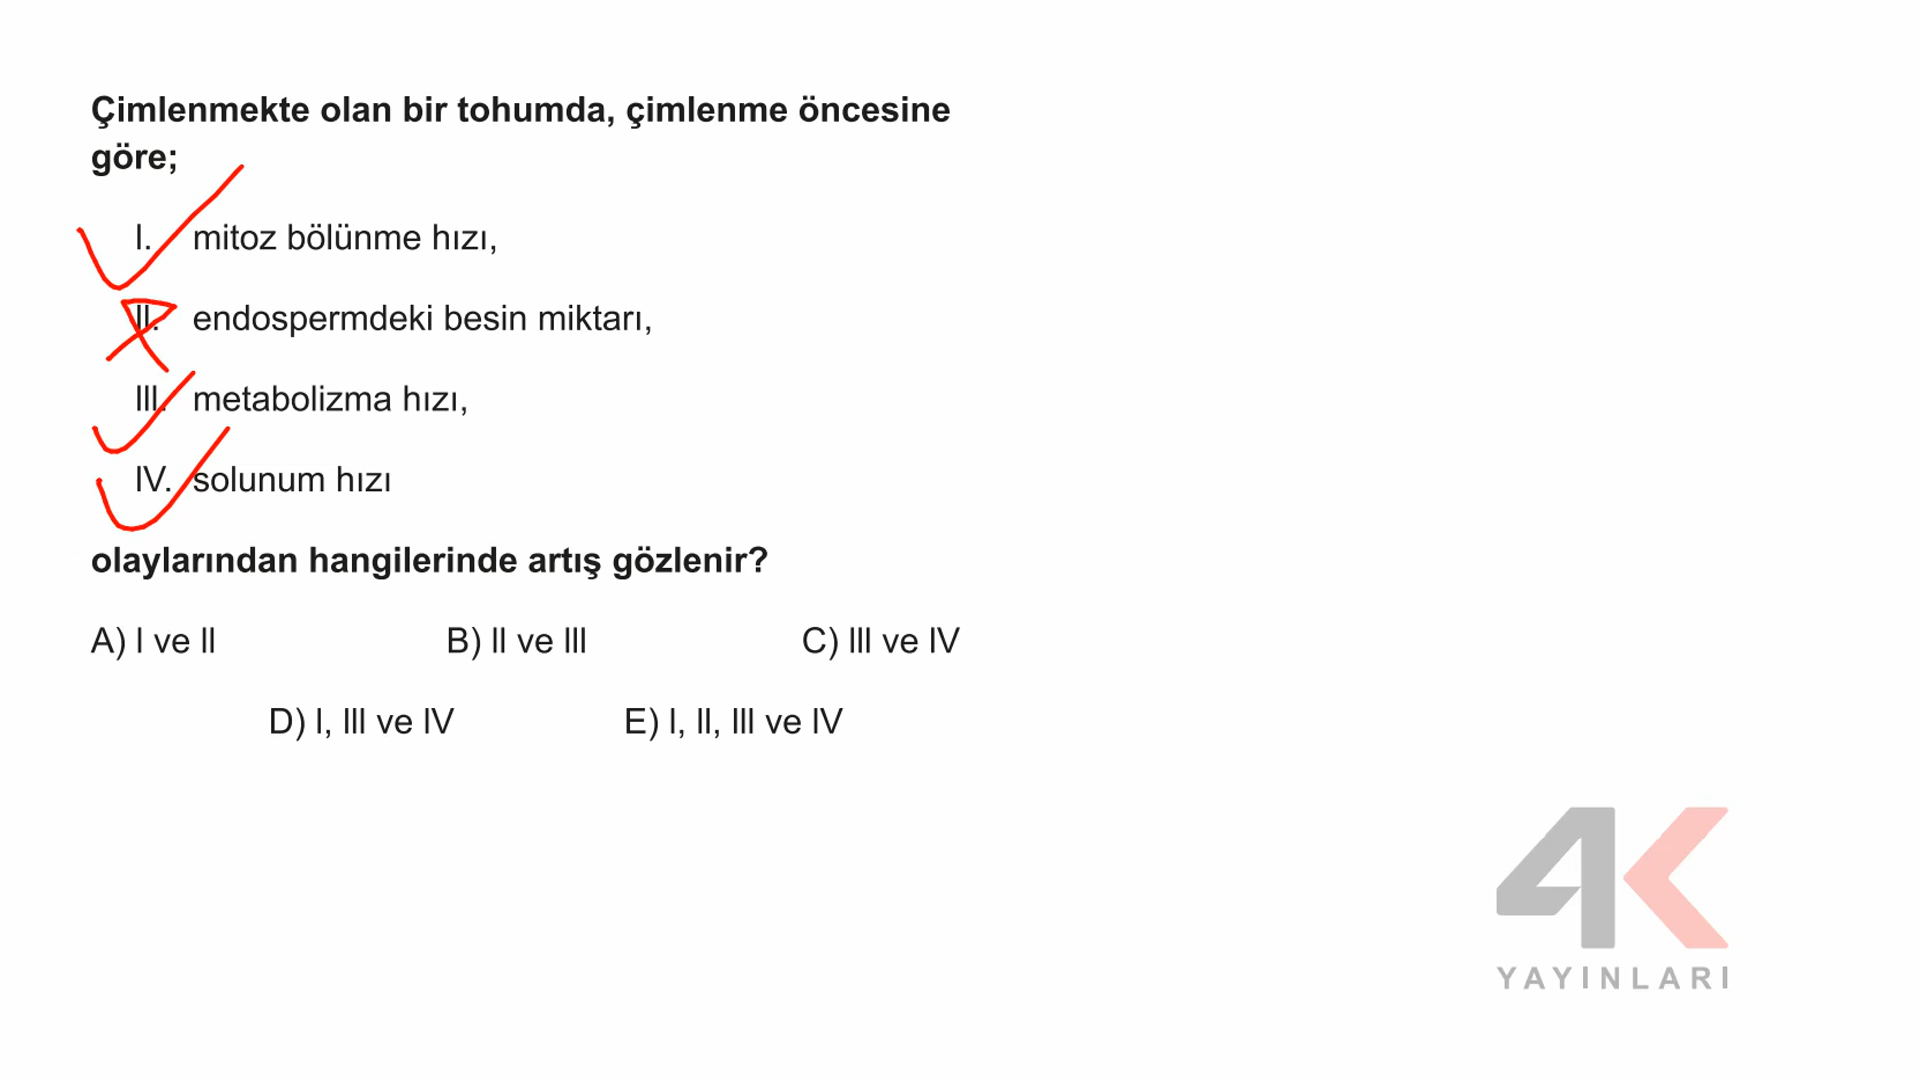 Çimlenmekte olan bir tohumda, çimlenme öncesine
göre;
I. mitoz bölünme hızı,
II. endospermdeki besin miktarı,
III. metabolizma hızı,
IV. solunum hızı
olaylarından hangilerinde artış gözlenir?
A) I ve II B) II ve III C) III ve IV
D) I, III ve IV E) I, II, III ve IV
4K
YAYINLARI